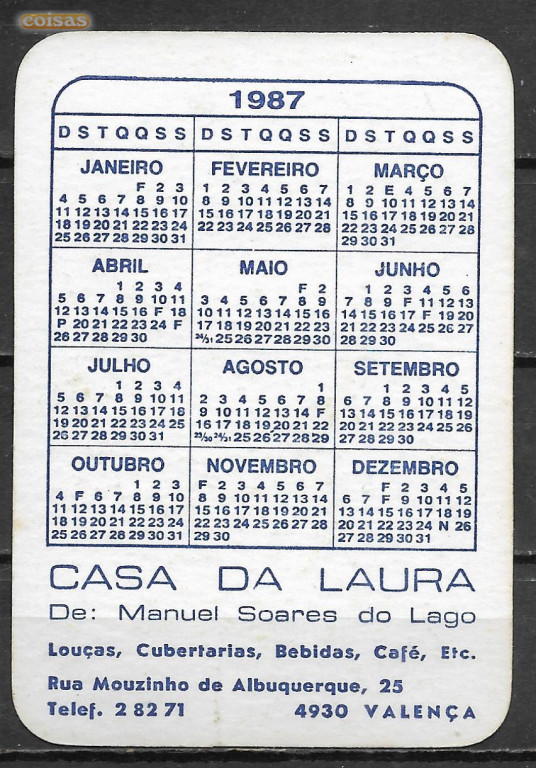 coisas
1987
D S T Q Q S S D S T Q Q S S D S T Q Q S S
JANEIRO
F 2 3
4 5 6 7 8 9 10
11 12 13 14 15 16 17
18 19 20 21 22 23 24
25 26 27 28 29 30 31
FEVEREIRO
1 2 3 4 5 6 7
8 9 10 11 12 13 14
15 16 17 18 19 20 21
22 23 24 25 26 27 28
MARÇO
1 2 E 4 5 6 7
8 9 10 11 12 13 14
15 16 17 18 19 20 21
22 23 24 25 26 27 28
29 30 31
ABRIL
1 2 3 4
5 6 7 8 9 10 11
12 13 14 15 16 F 18
P 20 21 22 23 24 F
26 27 28 29 30
MAIO
F 2
3 4 5 6 7 8 9
10 11 12 13 14 15 16
17 18 19 20 21 22 23
24/31 25 26 27 28 29 30
JUNHO
1 2 3 4 5 6
7 8 9 F 11 12 13
14 15 16 17 F 19 20
21 22 23 24 25 26 27
28 29 30
JULHO
1 2 3 4
5 6 7 8 9 10 11
12 13 14 15 16 17 18
19 20 21 22 23 24 25
26 27 28 29 30 31
AGOSTO
1
2 3 4 5 6 7 8
9 10 11 12 13 14 F
16 17 18 19 20 21 22
23/30 24/31 25 26 27 28 29
SETEMBRO
1 2 3 4 5
6 7 8 9 10 11 12
13 14 15 16 17 18 19
20 21 22 23 24 25 26
27 28 29 30
OUTUBRO
1 2 3
4 F 6 7 8 9 10
11 12 13 14 15 16 17
18 19 20 21 22 23 24
25 26 27 28 29 30 31
NOVEMBRO
F 2 3 4 5 6 7
8 9 10 11 12 13 14
15 16 17 18 19 20 21
22 23 24 25 26 27 28
29 30
DEZEMBRO
F 2 3 4 5
6 7 F 9 10 11 12
13 14 15 16 17 18 19
20 21 22 23 24 N 26
27 28 29 30 31
CASA DA LAURA
De: Manuel Soares do Lago
Louças, Cubertarias, Bebidas, Café, Etc.
Rua Mouzinho de Albuquerque, 25
Telef. 2 82 71 4930 VALENÇA